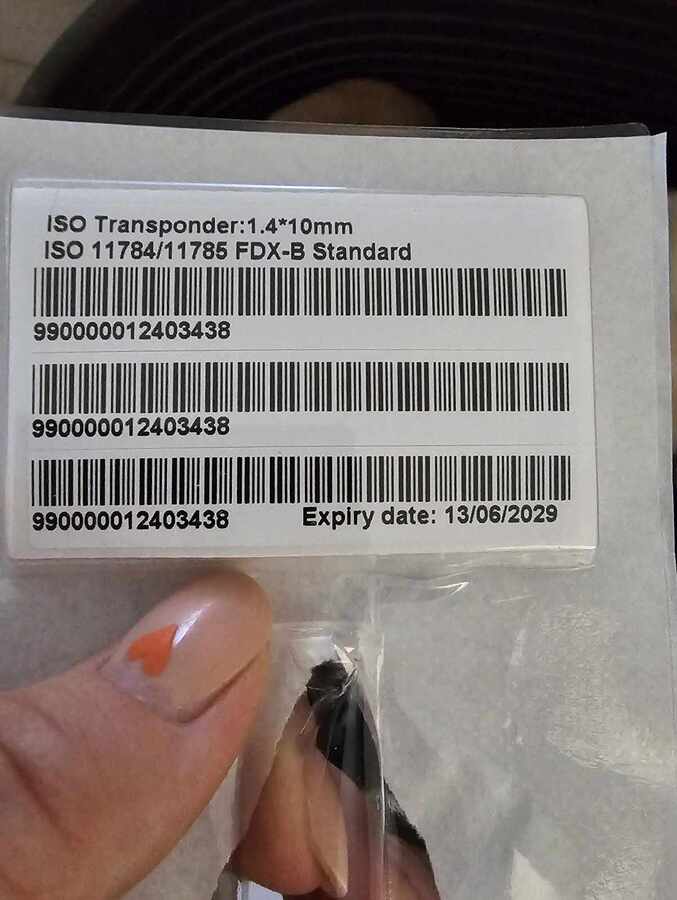 ISO Transponder:1.4*10mm
ISO 11784/11785 FDX-B Standard
990000012403438
990000012403438
990000012403438 Expiry date: 13/06/2029